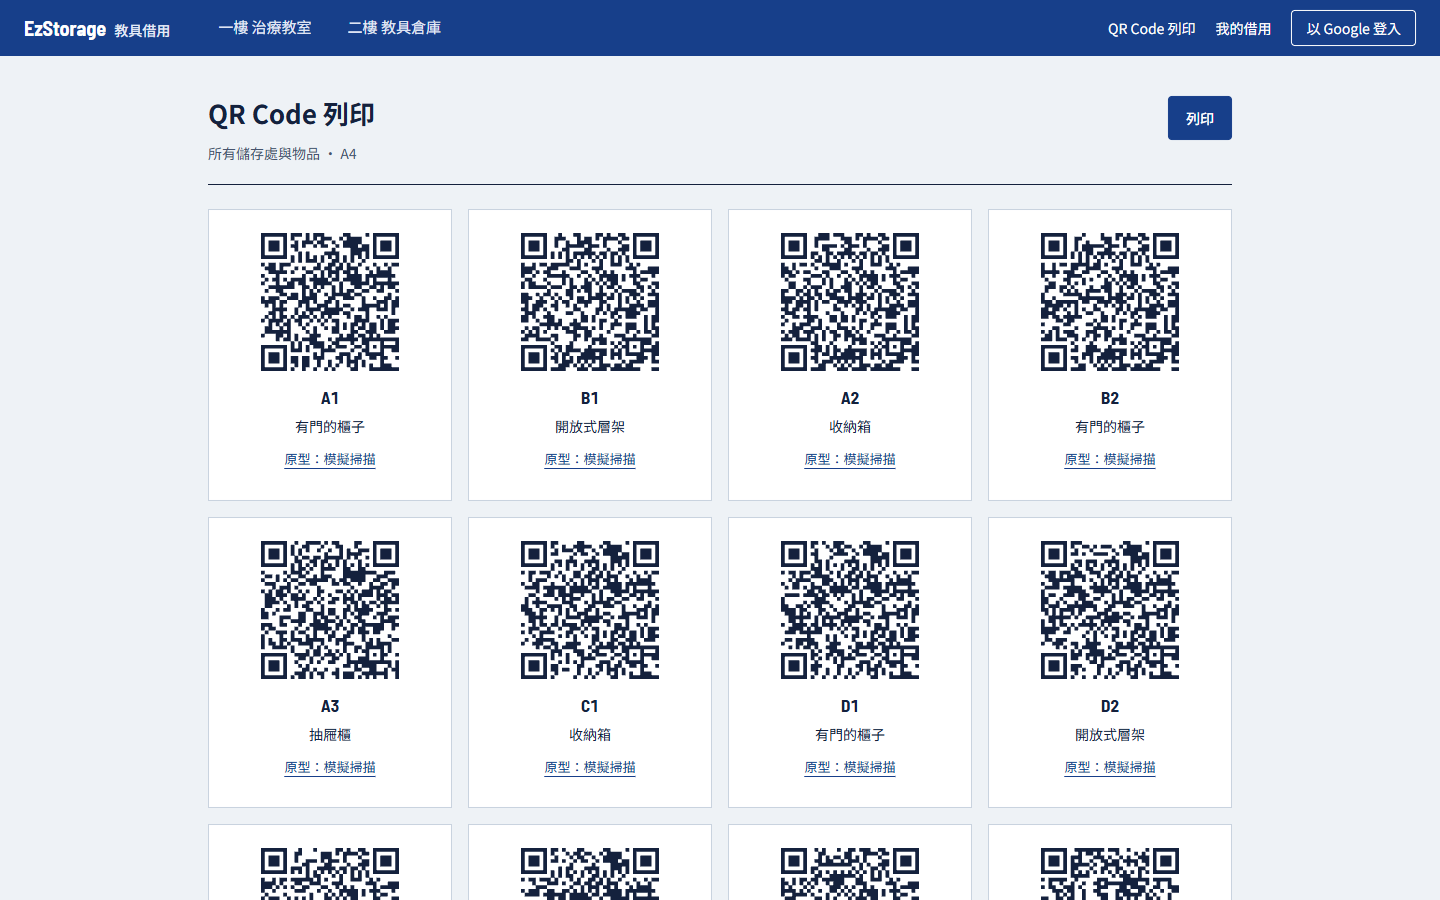 EzStorage 教具借用 一樓 治療教室 二樓 教具倉庫 QR Code 列印 我的借用 以 Google 登入
QR Code 列印
列印
所有儲存處與物品 · A4
A1 B1 A2 B2
有門的櫃子 開放式層架 收納箱 有門的櫃子
原型：模擬掃描 原型：模擬掃描 原型：模擬掃描 原型：模擬掃描
A3 C1 D1 D2
抽屜櫃 收納箱 有門的櫃子 開放式層架
原型：模擬掃描 原型：模擬掃描 原型：模擬掃描 原型：模擬掃描